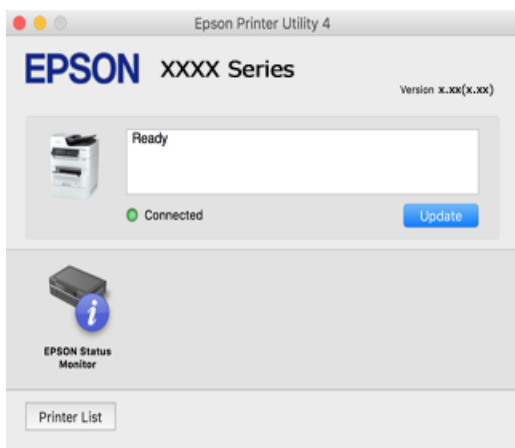 Epson Printer Utility 4
EPSON XXXX Series
Version x.xx(x.xx)
Ready
Connected
Update
EPSON Status
Monitor
Printer List